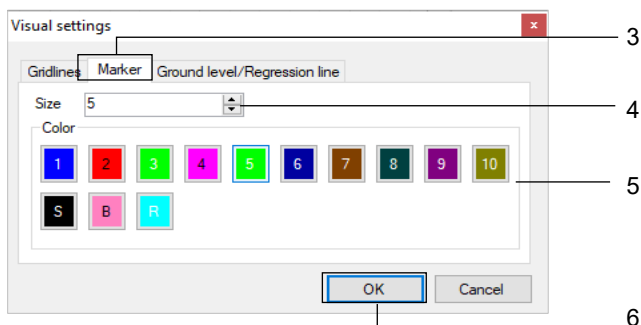 Visual settings x
3
Gridlines Marker Ground level/Regression line
Size 5
4
Color
1 2 3 4 5 6 7 8 9 10
5
S B R
OK Cancel
6